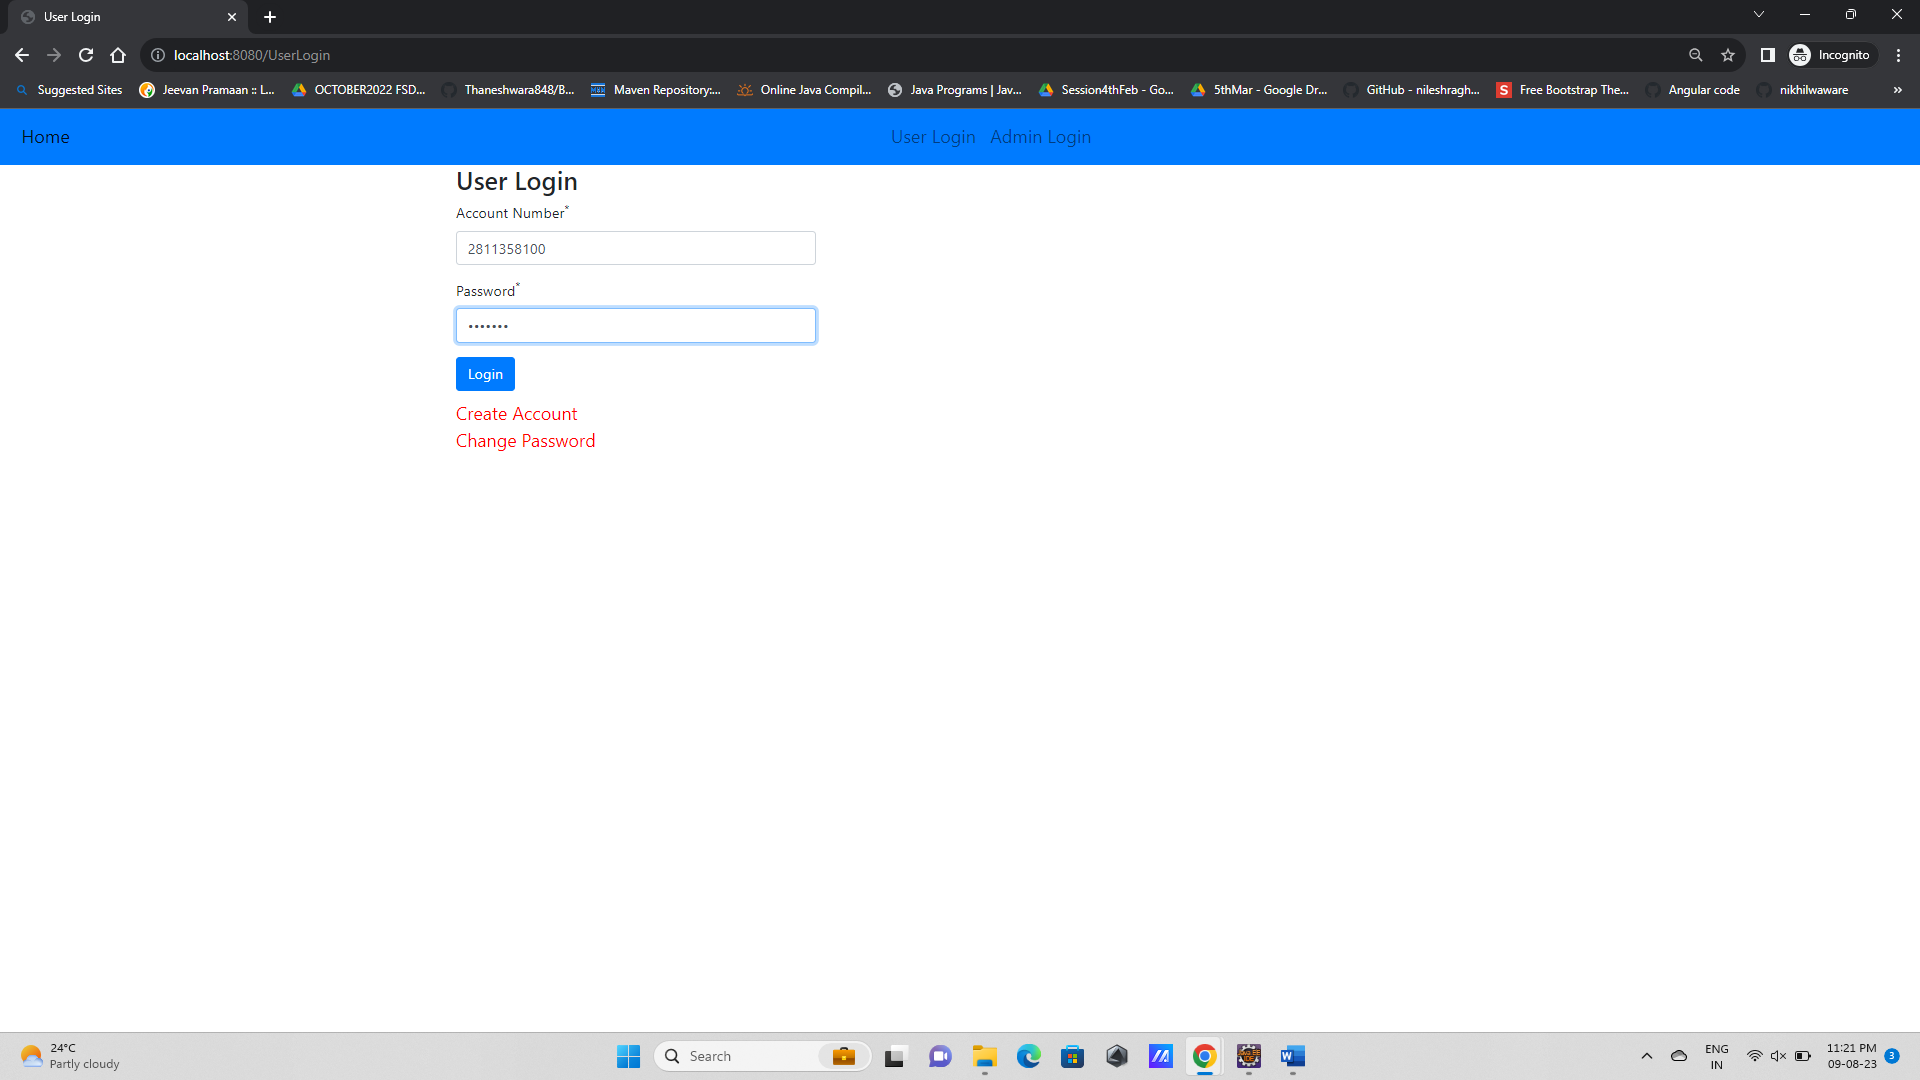 User Login
localhost:8080/UserLogin
Incognito
Suggested Sites
Jeevan Pramaan :: L...
OCTOBER2022 FSD...
Thaneshwara848/B...
Maven Repository:...
Online Java Compil...
Java Programs | Jav...
Session4thFeb - Go...
5thMar - Google Dr...
GitHub - nileshragh...
Free Bootstrap The...
Angular code
nikhilwaware
Home
User Login
Admin Login
User Login
Account Number*
2811358100
Password*
•••••••
Login
Create Account
Change Password
24°C
Partly cloudy
Search
ENG
IN
11:21 PM
09-08-23
3